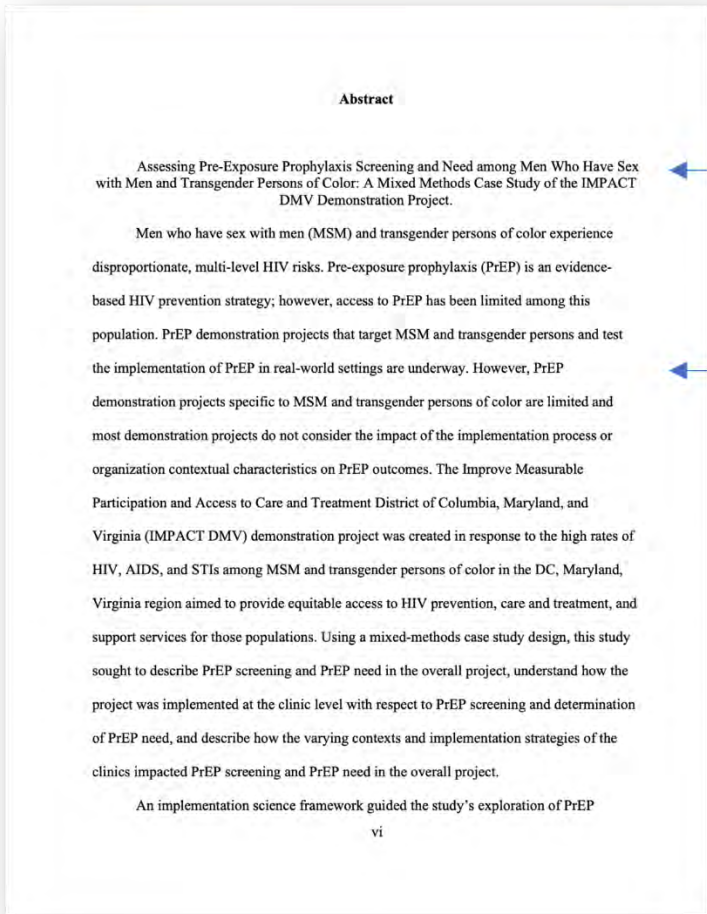 Abstract
Assessing Pre-Exposure Prophylaxis Screening and Need among Men Who Have Sex
with Men and Transgender Persons of Color: A Mixed Methods Case Study of the IMPACT
DMV Demonstration Project.
Men who have sex with men (MSM) and transgender persons of color experience
disproportionate, multi-level HIV risks. Pre-exposure prophylaxis (PrEP) is an evidence-
based HIV prevention strategy; however, access to PrEP has been limited among this
population. PrEP demonstration projects that target MSM and transgender persons and test
the implementation of PrEP in real-world settings are underway. However, PrEP
demonstration projects specific to MSM and transgender persons of color are limited and
most demonstration projects do not consider the impact of the implementation process or
organization contextual characteristics on PrEP outcomes. The Improve Measurable
Participation and Access to Care and Treatment District of Columbia, Maryland, and
Virginia (IMPACT DMV) demonstration project was created in response to the high rates of
HIV, AIDS, and STIs among MSM and transgender persons of color in the DC, Maryland,
Virginia region aimed to provide equitable access to HIV prevention, care and treatment, and
support services for those populations. Using a mixed-methods case study design, this study
sought to describe PrEP screening and PrEP need in the overall project, understand how the
project was implemented at the clinic level with respect to PrEP screening and determination
of PrEP need, and describe how the varying contexts and implementation strategies of the
clinics impacted PrEP screening and PrEP need in the overall project.
An implementation science framework guided the study's exploration of PrEP
vi